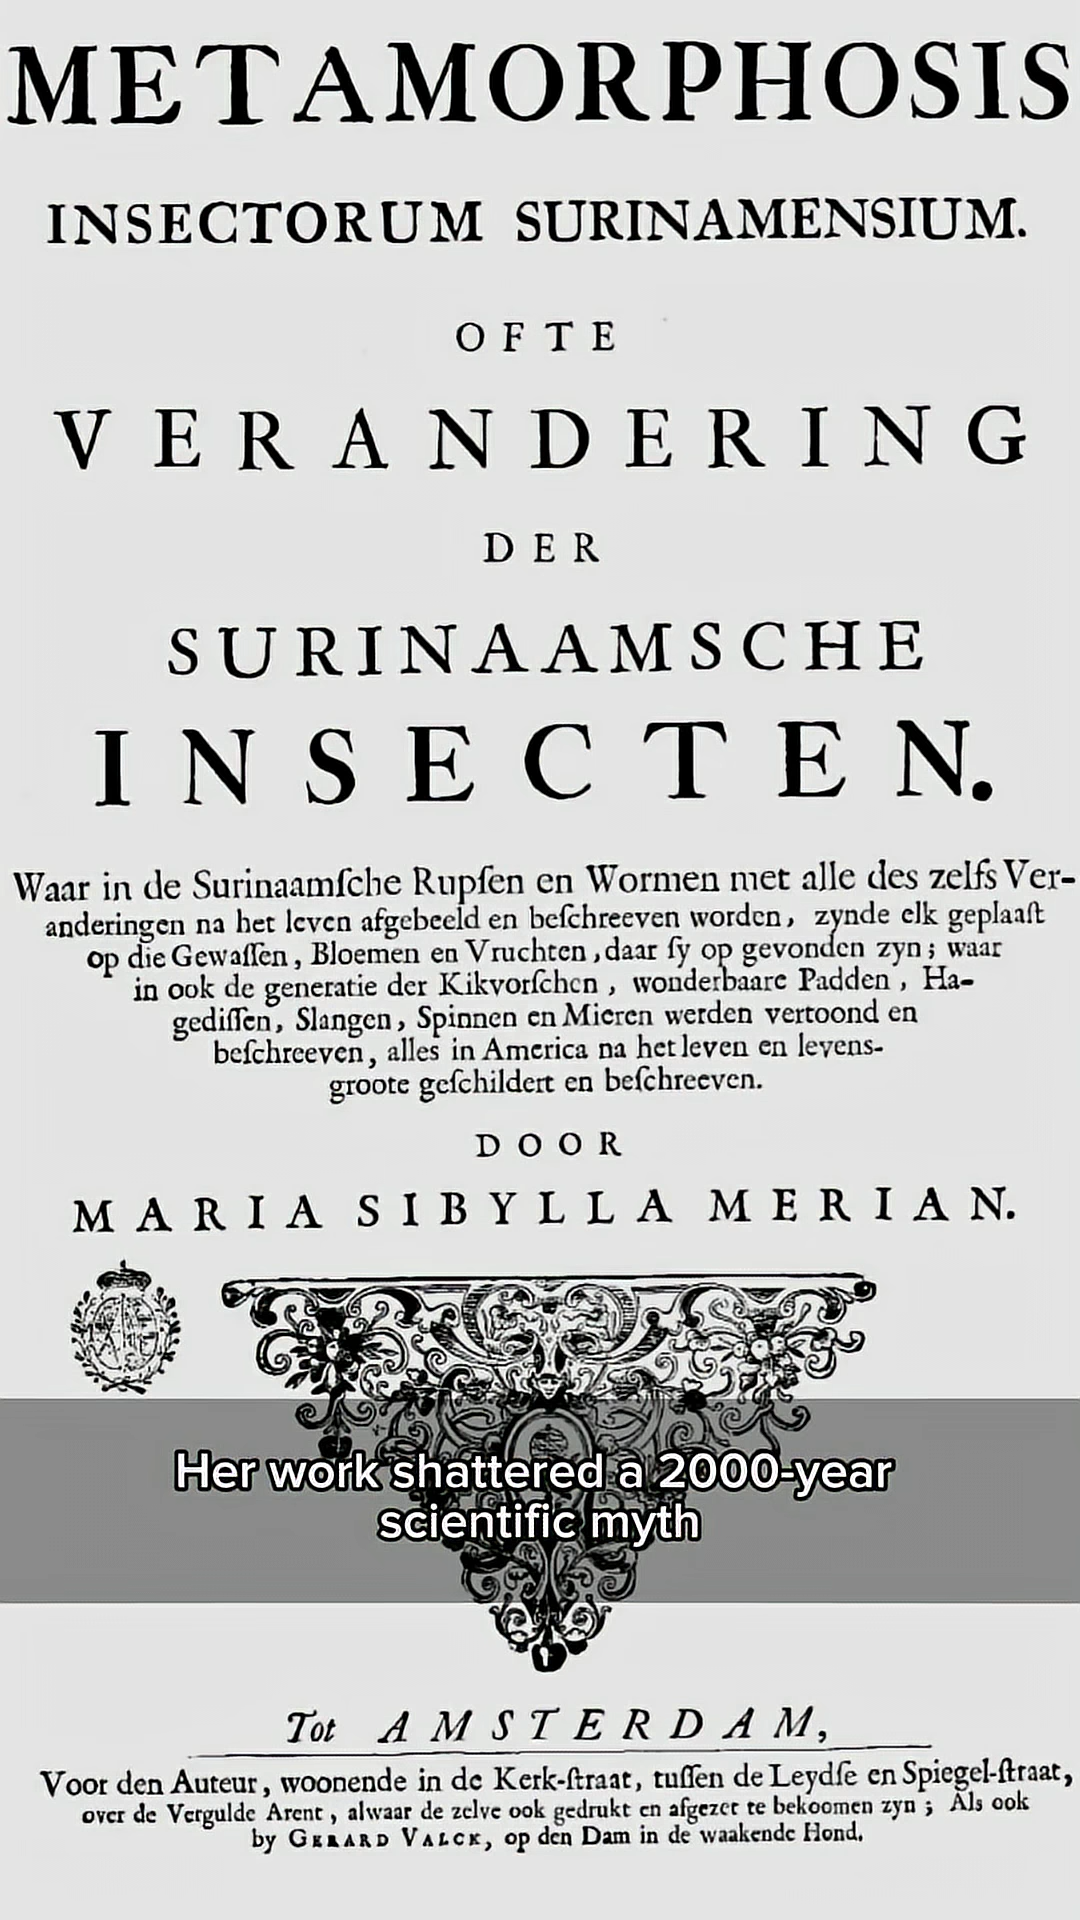 METAMORPHOSIS
INSECTORUM SURINAMENSIUM.
OFTE
VERANDERING
DER
SURINAAMSCHE
INSECTEN.
Waar in de Surinaamſche Rupſen en Wormen met alle des zelfs Ver-
anderingen na het leven afgebeeld en beſchreeven worden, zynde elk geplaaſt
op die Gewaſſen, Bloemen en Vruchten, daar ſy op gevonden zyn; waar
in ook de generatie der Kikvorſchen, wonderbaare Padden, Ha-
gediſſen, Slangen, Spinnen en Mieren werden vertoond en
beſchreeven, alles in America na het leven en levens-
groote geſchildert en beſchreeven.
DOOR
MARIA SIBYLLA MERIAN.
Her work shattered a 2000-year
scientific myth
Tot AMSTERDAM,
Voor den Auteur, woonende in de Kerk-ſtraat, tuſſen de Leydſe en Spiegel-ſtraat,
over de Vergulde Arent, alwaar de zelve ook gedrukt en afgezet te bekoomen zyn; Als ook
by GERARD VALCK, op den Dam in de waakende Hond.